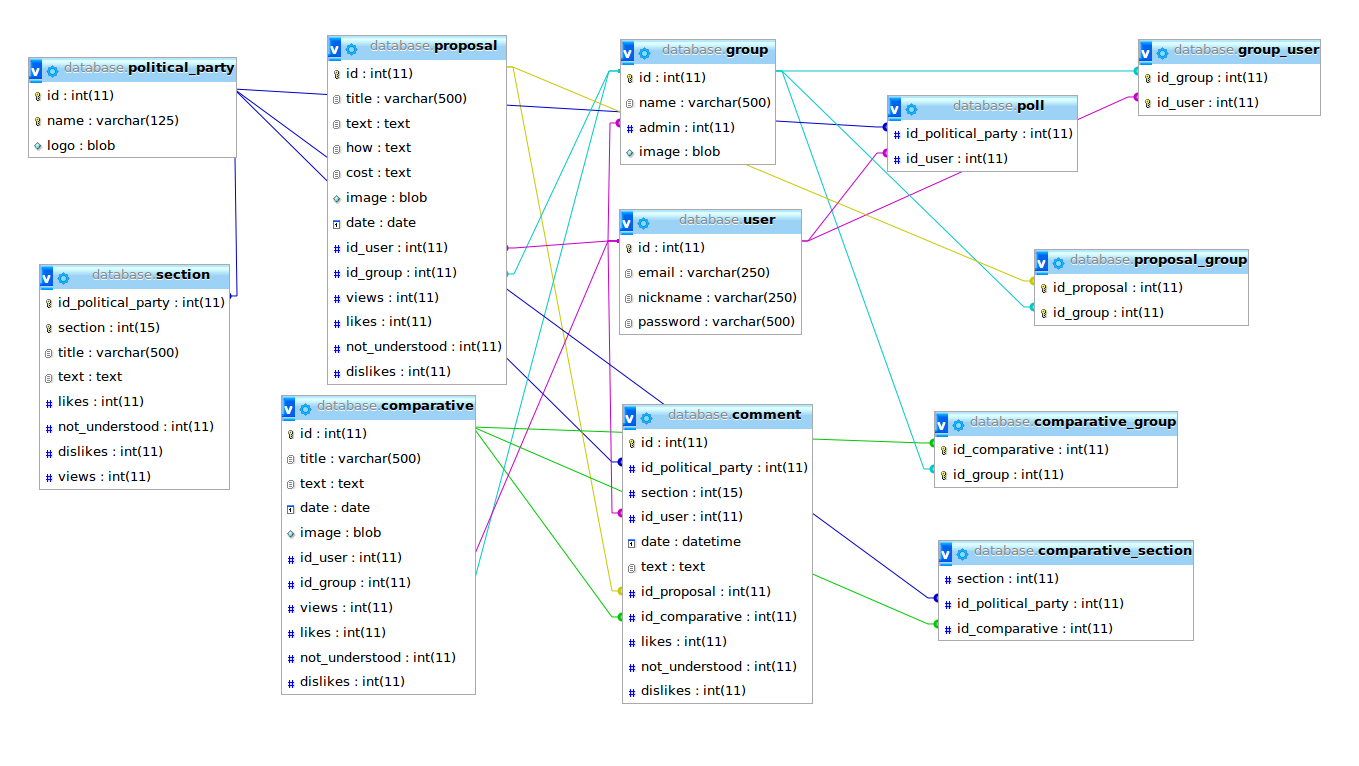 database.political_party
id : int(11)
name : varchar(125)
logo : blob
database.proposal
id : int(11)
title : varchar(500)
text : text
how : text
cost : text
image : blob
date : date
id_user : int(11)
id_group : int(11)
views : int(11)
likes : int(11)
not_understood : int(11)
dislikes : int(11)
database.group
id : int(11)
name : varchar(500)
admin : int(11)
image : blob
database.group_user
id_group : int(11)
id_user : int(11)
database.poll
id_political_party : int(11)
id_user : int(11)
database.user
id : int(11)
email : varchar(250)
nickname : varchar(250)
password : varchar(500)
database.proposal_group
id_proposal : int(11)
id_group : int(11)
database.section
id_political_party : int(11)
section : int(15)
title : varchar(500)
text : text
likes : int(11)
not_understood : int(11)
dislikes : int(11)
views : int(11)
database.comparative
id : int(11)
title : varchar(500)
text : text
date : date
image : blob
id_user : int(11)
id_group : int(11)
views : int(11)
likes : int(11)
not_understood : int(11)
dislikes : int(11)
database.comment
id : int(11)
id_political_party : int(11)
section : int(15)
id_user : int(11)
date : datetime
text : text
id_proposal : int(11)
id_comparative : int(11)
likes : int(11)
not_understood : int(11)
dislikes : int(11)
database.comparative_group
id_comparative : int(11)
id_group : int(11)
database.comparative_section
section : int(11)
id_political_party : int(11)
id_comparative : int(11)